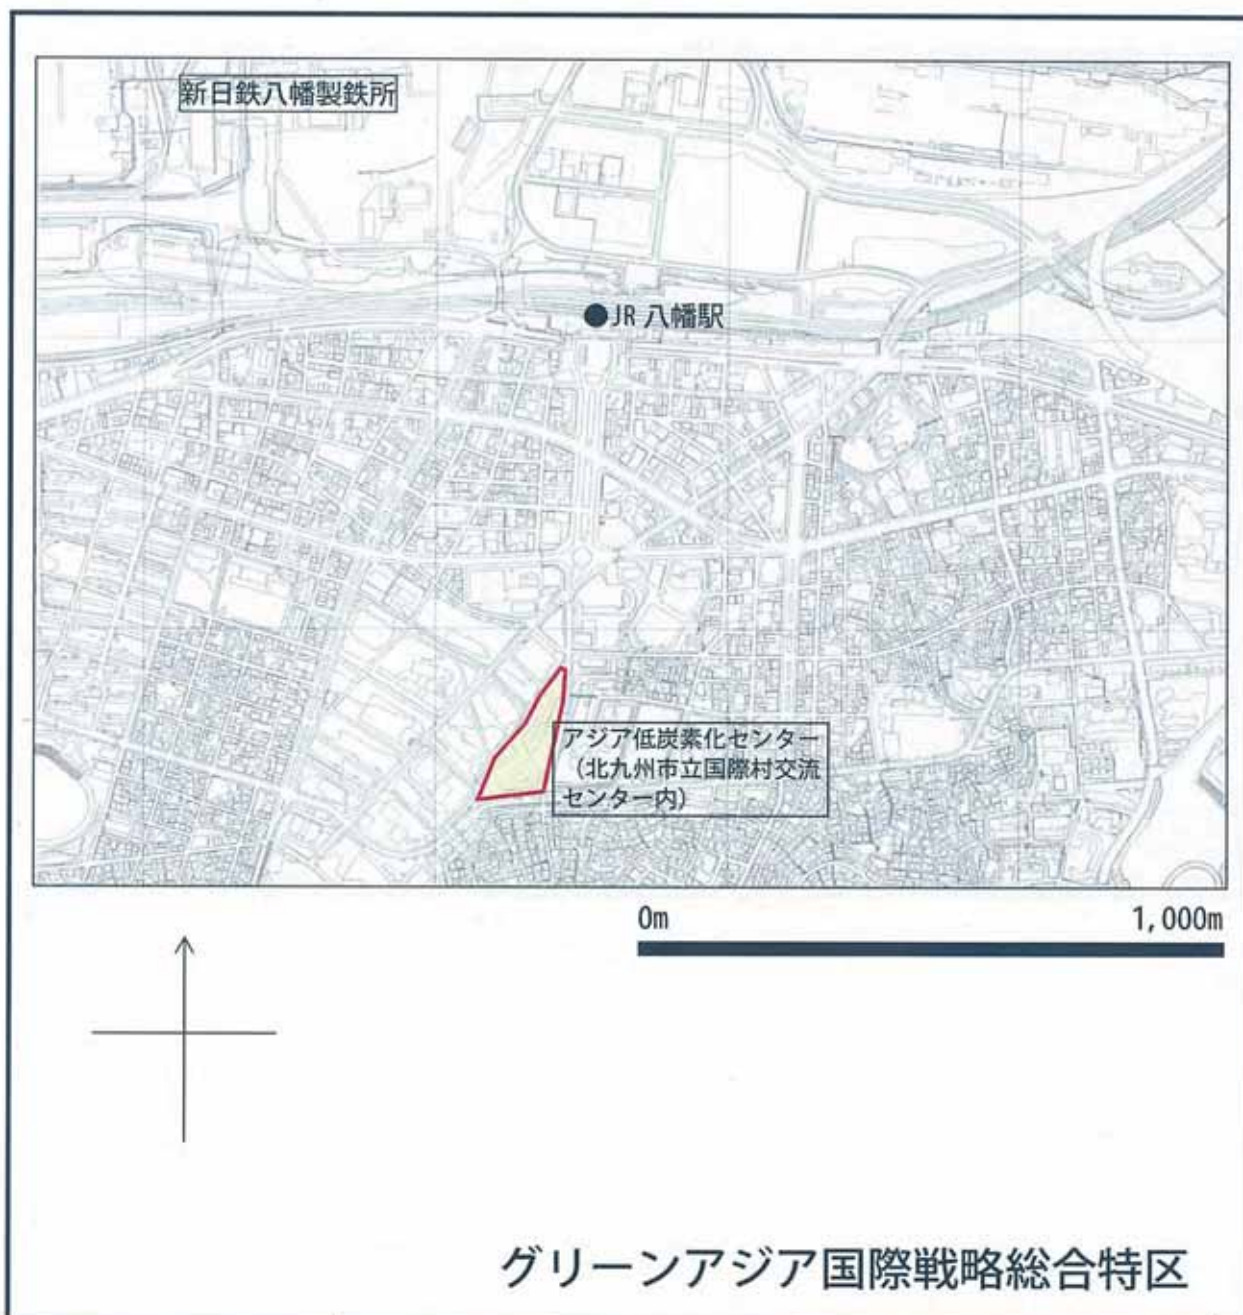 新日鉄八幡製鉄所
JR 八幡駅
アジア低炭素化センター
（北九州市立国際村交流
センター内）
0m
1,000m
グリーンアジア国際戦略総合特区